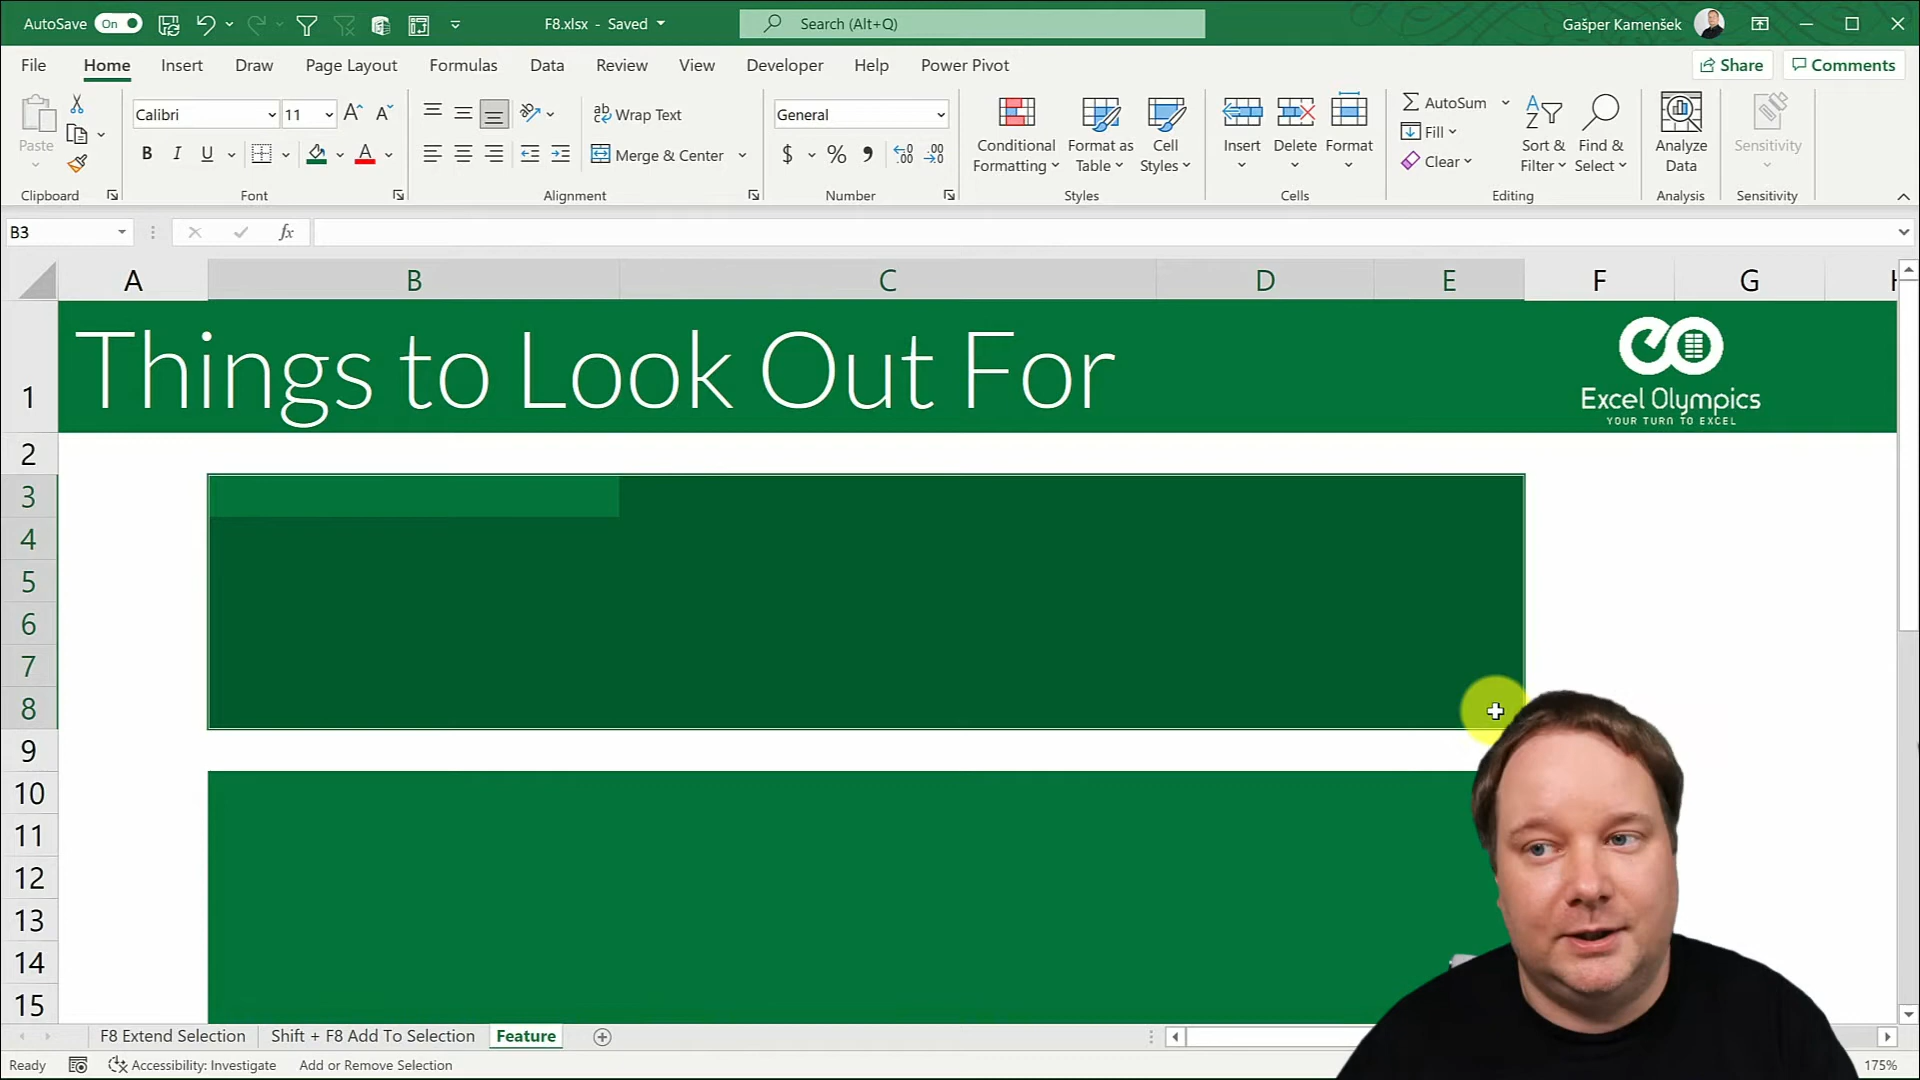 AutoSave On F8.xlsx - Saved Search (Alt+Q) Gašper Kamenšek
File Home Insert Draw Page Layout Formulas Data Review View Developer Help Power Pivot Share Comments
Paste
Clipboard
Calibri 11
B I U
Font
Wrap Text
Merge & Center
Alignment
General
$ % 9 .00
Number
Conditional Formatting
Format as Table
Cell Styles
Styles
Insert
Delete
Format
Cells
AutoSum
Fill
Clear
Sort & Filter
Find & Select
Editing
Analyze Data
Analysis
Sensitivity
Sensitivity
B3 fx
A B C D E F G
1 Things to Look Out For
Excel Olympics
YOUR TURN TO EXCEL
2
3
4
5
6
7
8
9
10
11
12
13
14
15
F8 Extend Selection Shift + F8 Add To Selection Feature
Ready Accessibility: Investigate Add or Remove Selection 175%